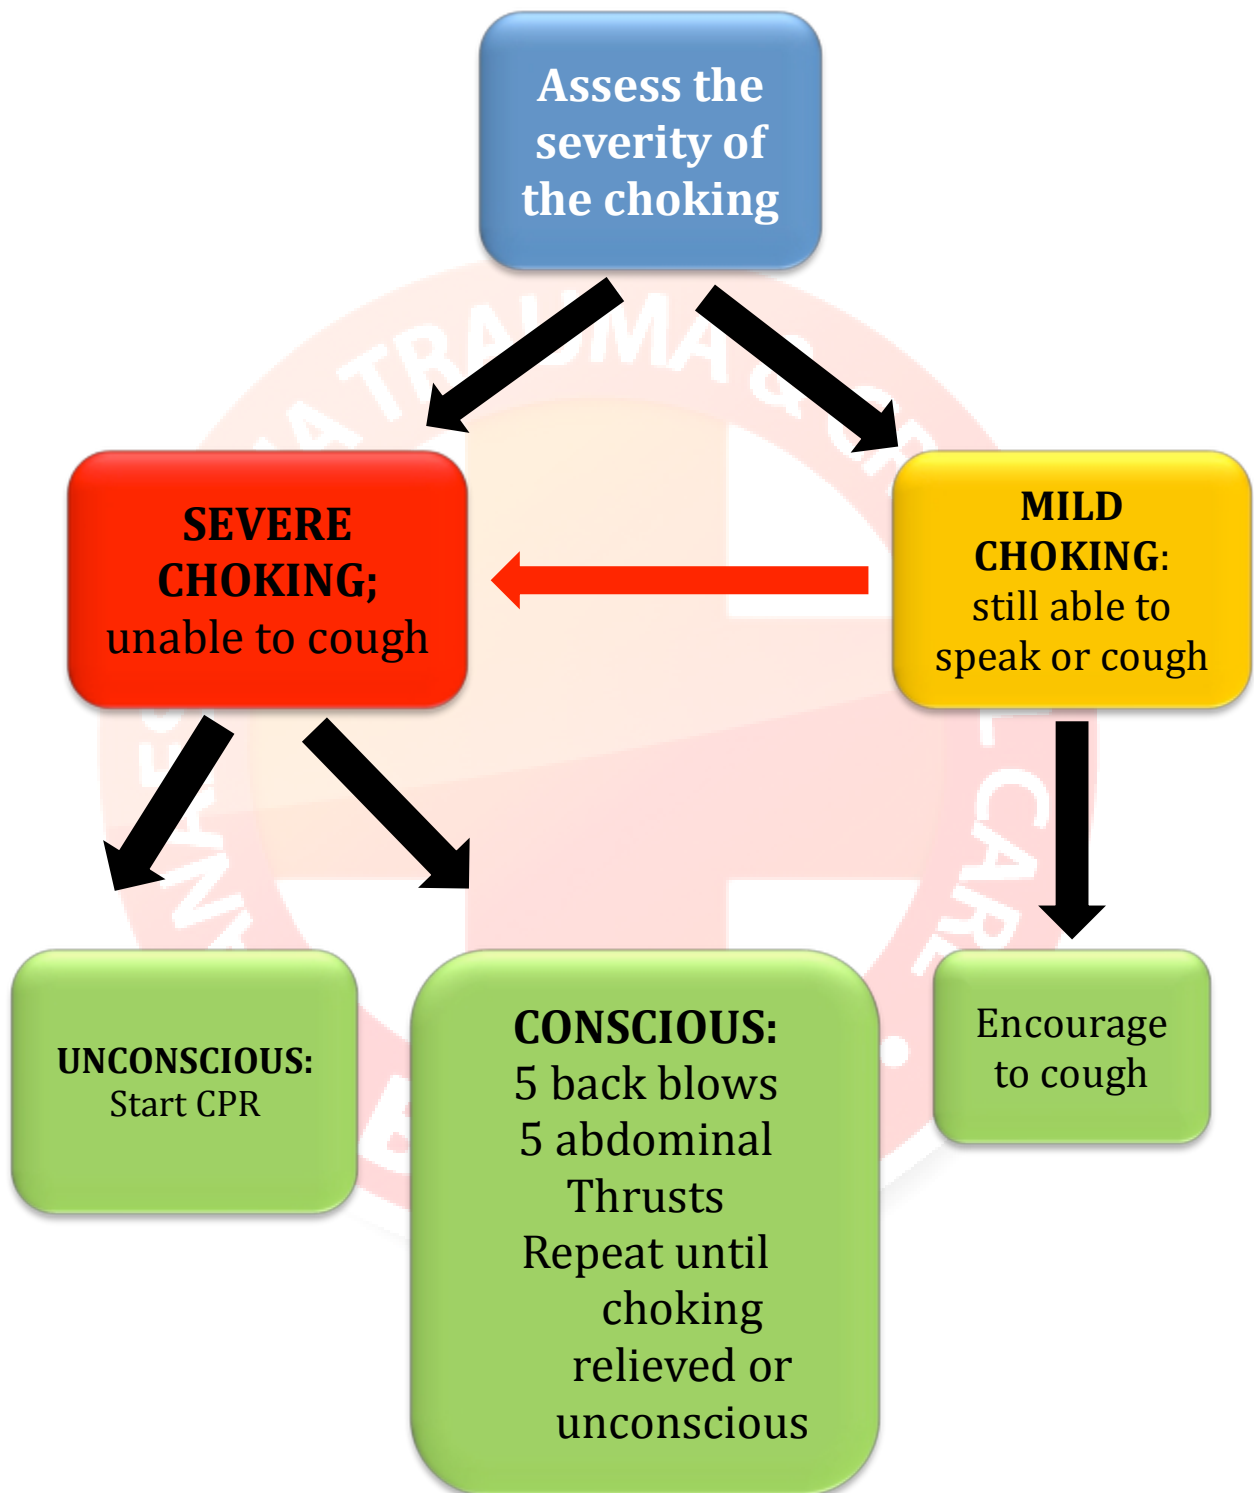 Assess the
severity of
the choking
SEVERE
CHOKING;
unable to cough
MILD
CHOKING:
still able to
speak or cough
UNCONSCIOUS:
Start CPR
CONSCIOUS:
5 back blows
5 abdominal
Thrusts
Repeat until
choking
relieved or
unconscious
Encourage
to cough
TRAUMA &
CARE